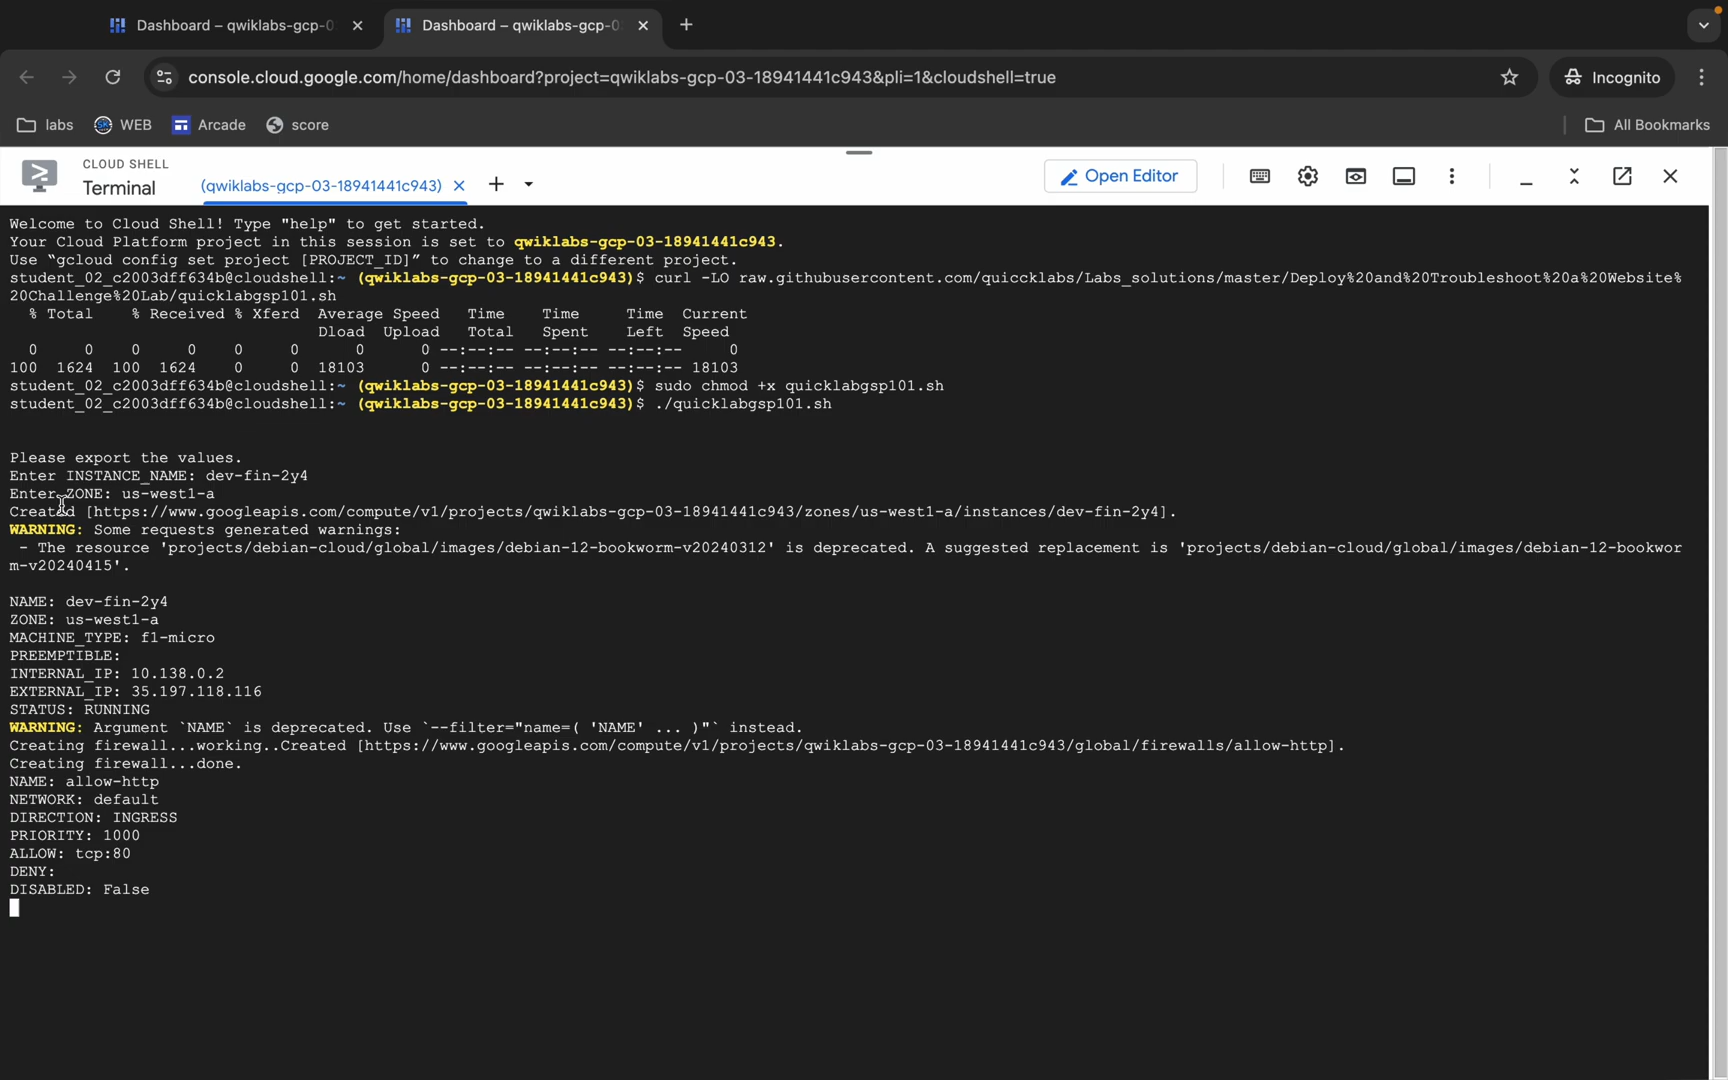 Dashboard – qwiklabs-gcp-0
Dashboard – qwiklabs-gcp-0
console.cloud.google.com/home/dashboard?project=qwiklabs-gcp-03-18941441c943&pli=1&cloudshell=true
Incognito
labs
WEB
Arcade
score
All Bookmarks
CLOUD SHELL
Terminal
(qwiklabs-gcp-03-18941441c943)
Open Editor
Welcome to Cloud Shell! Type "help" to get started.
Your Cloud Platform project in this session is set to qwiklabs-gcp-03-18941441c943.
Use “gcloud config set project [PROJECT_ID]” to change to a different project.
student_02_c2003dff634b@cloudshell:~ (qwiklabs-gcp-03-18941441c943)$ curl -LO raw.githubusercontent.com/quiccklabs/Labs_solutions/master/Deploy%20and%20Troubleshoot%20a%20Website%
20Challenge%20Lab/quicklabgsp101.sh
  % Total    % Received % Xferd  Average Speed   Time    Time     Time  Current
                                 Dload  Upload   Total   Spent    Left  Speed
  0     0    0     0    0     0      0      0 --:--:-- --:--:-- --:--:--     0
100  1624  100  1624    0     0  18103      0 --:--:-- --:--:-- --:--:-- 18103
student_02_c2003dff634b@cloudshell:~ (qwiklabs-gcp-03-18941441c943)$ sudo chmod +x quicklabgsp101.sh
student_02_c2003dff634b@cloudshell:~ (qwiklabs-gcp-03-18941441c943)$ ./quicklabgsp101.sh
Please export the values.
Enter INSTANCE_NAME: dev-fin-2y4
Enter ZONE: us-west1-a
Created [https://www.googleapis.com/compute/v1/projects/qwiklabs-gcp-03-18941441c943/zones/us-west1-a/instances/dev-fin-2y4].
WARNING: Some requests generated warnings:
 - The resource 'projects/debian-cloud/global/images/debian-12-bookworm-v20240312' is deprecated. A suggested replacement is 'projects/debian-cloud/global/images/debian-12-bookwor
m-v20240415'.
NAME: dev-fin-2y4
ZONE: us-west1-a
MACHINE_TYPE: f1-micro
PREEMPTIBLE:
INTERNAL_IP: 10.138.0.2
EXTERNAL_IP: 35.197.118.116
STATUS: RUNNING
WARNING: Argument `NAME` is deprecated. Use `--filter="name=( 'NAME' ... )"` instead.
Creating firewall...working..Created [https://www.googleapis.com/compute/v1/projects/qwiklabs-gcp-03-18941441c943/global/firewalls/allow-http].
Creating firewall...done.
NAME: allow-http
NETWORK: default
DIRECTION: INGRESS
PRIORITY: 1000
ALLOW: tcp:80
DENY:
DISABLED: False